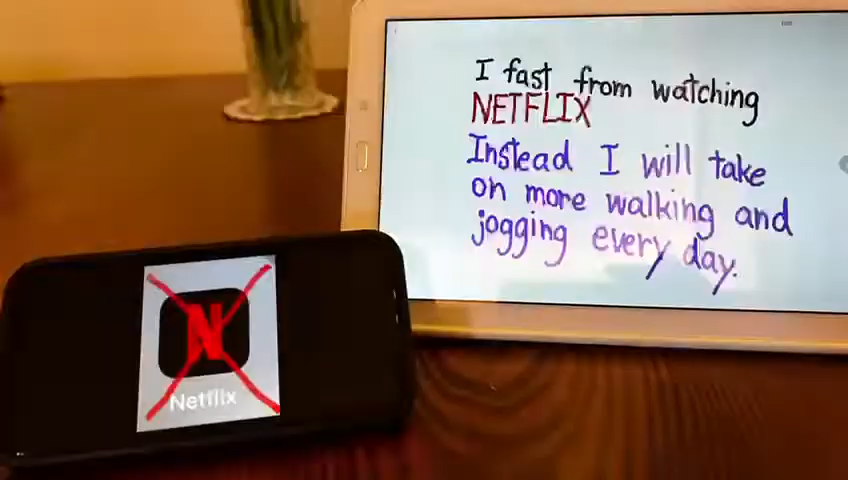 I fast from watching
NETFLIX
Instead I will take
on more walking and
jogging every day.
N
Netflix